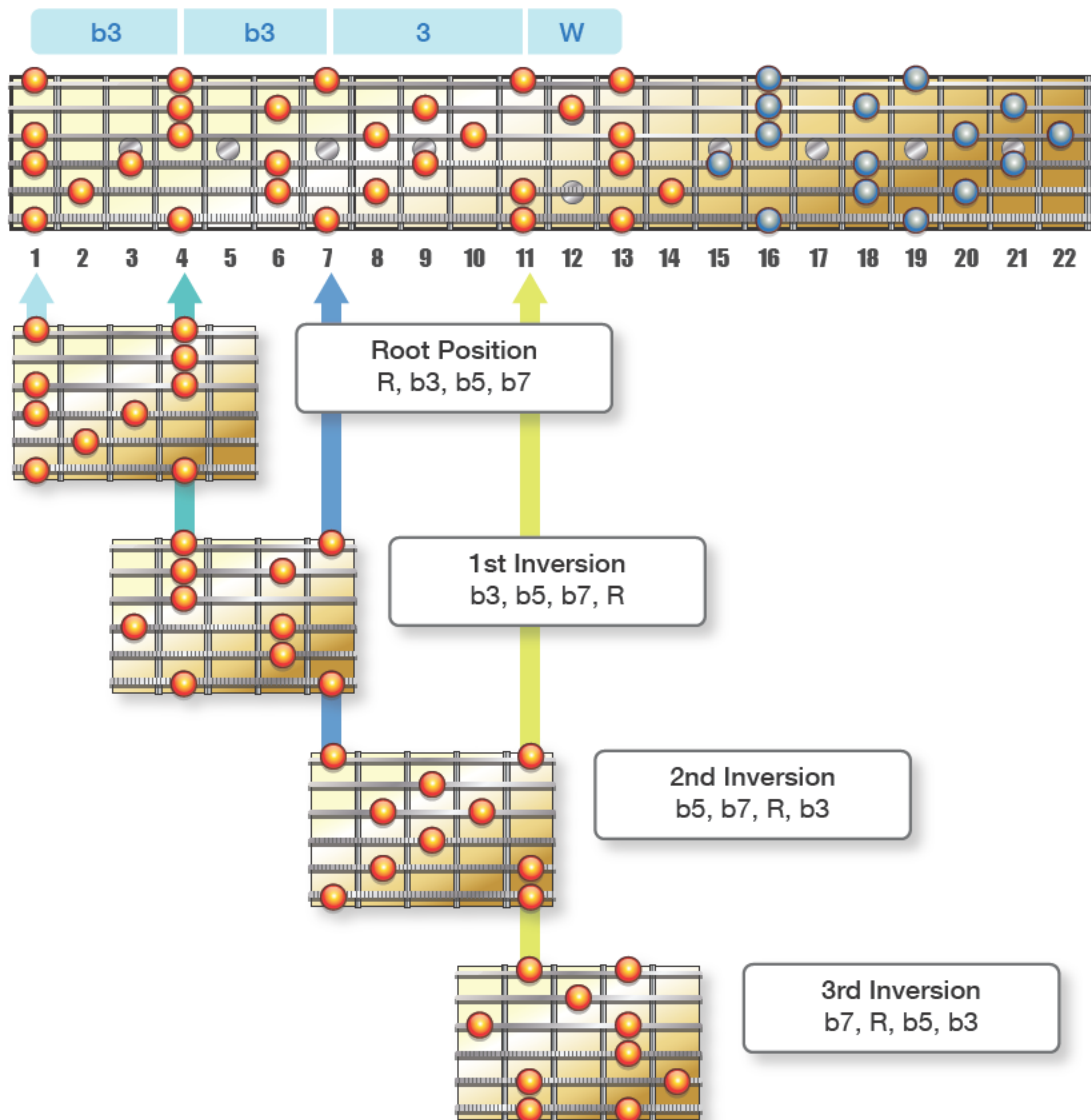 b3 b3 3 W
1 2 3 4 5 6 7 8 9 10 11 12 13 14 15 16 17 18 19 20 21 22
Root Position
R, b3, b5, b7
1st Inversion
b3, b5, b7, R
2nd Inversion
b5, b7, R, b3
3rd Inversion
b7, R, b5, b3